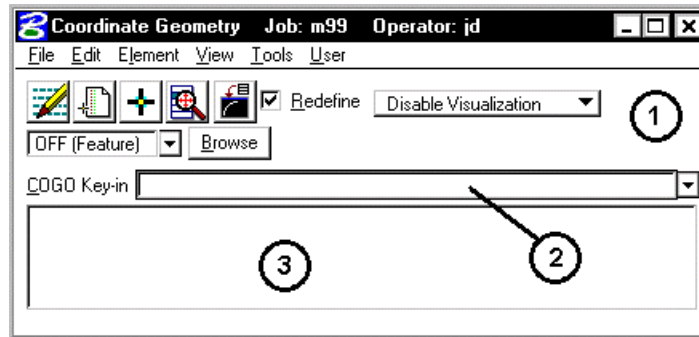 Coordinate Geometry Job: m99 Operator: jd
File Edit Element View Tools User
Redefine Disable Visualization
1
OFF (Feature) Browse
COGO Key-in
2
3